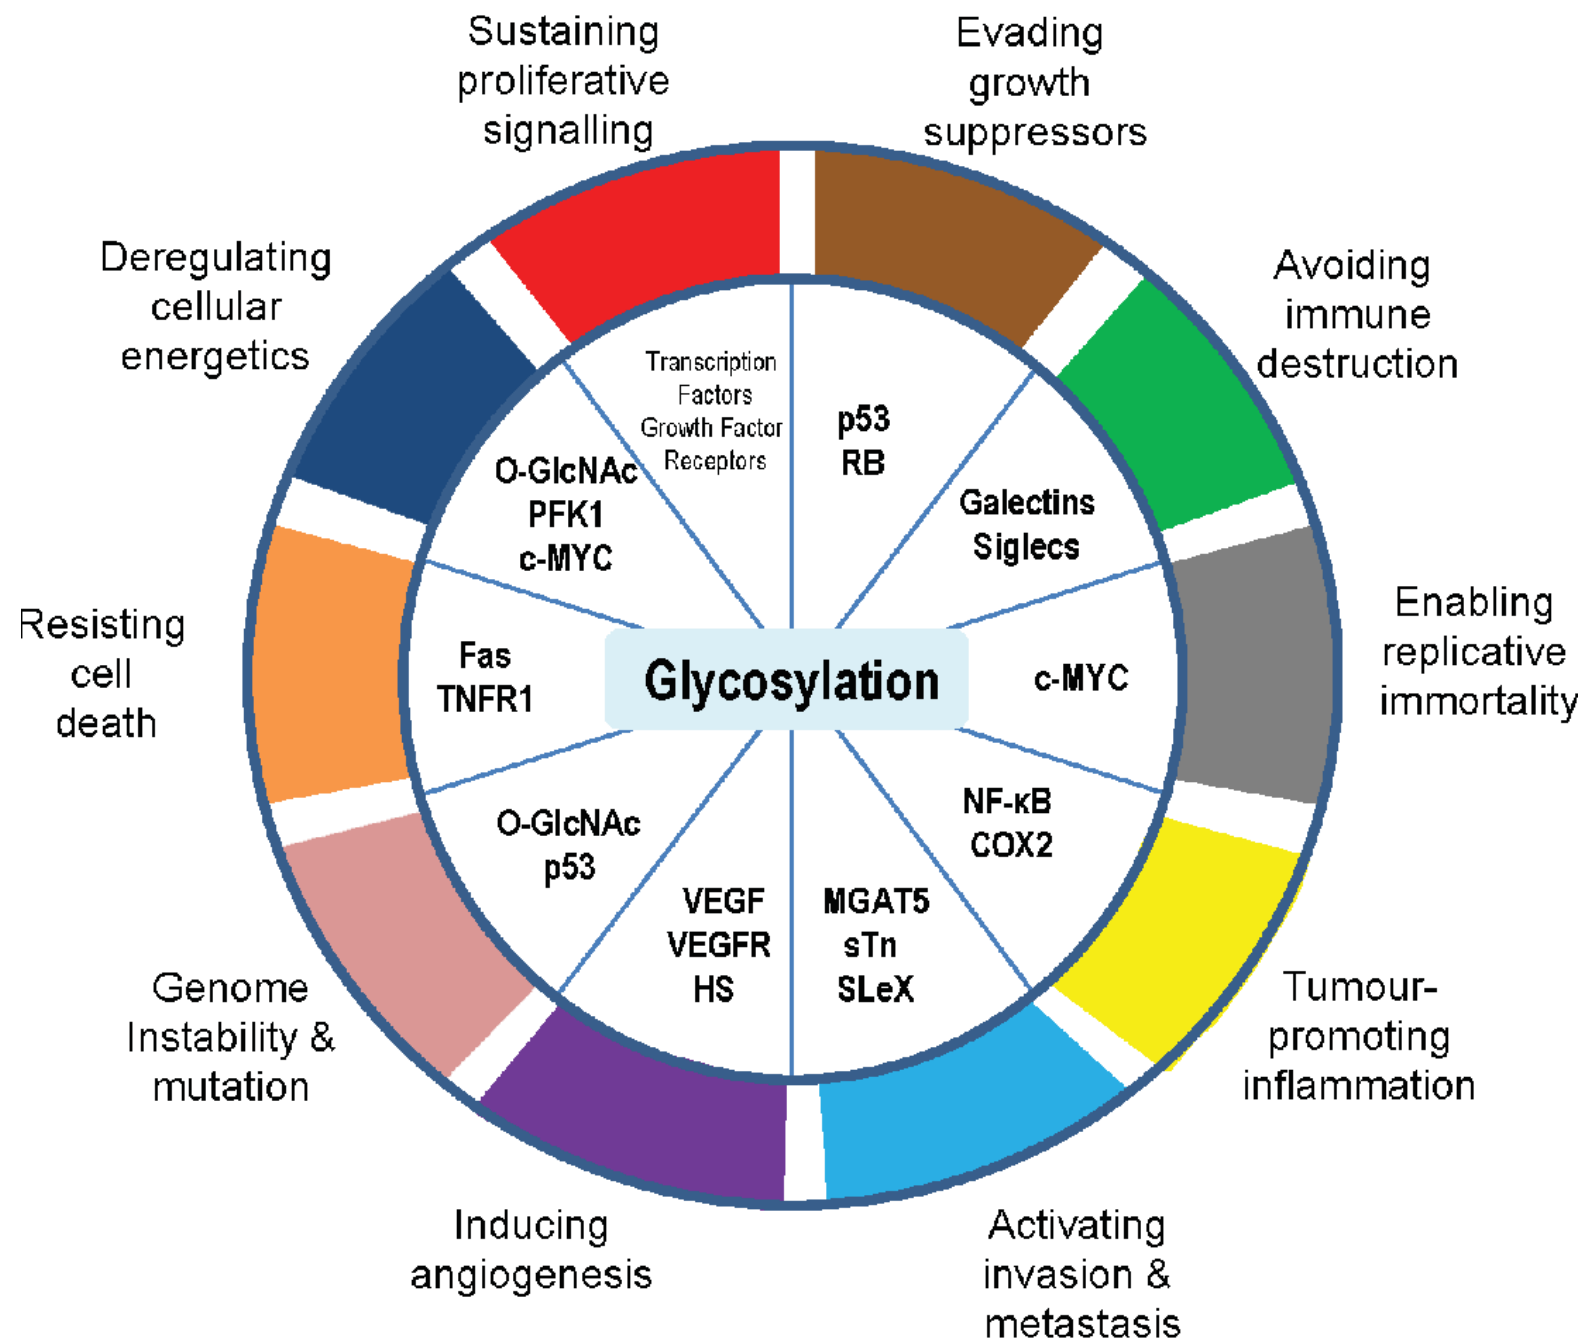 Sustaining
proliferative
signalling
Evading
growth
suppressors
Avoiding
immune
destruction
Enabling
replicative
immortality
Tumour-
promoting
inflammation
Activating
invasion &
metastasis
Inducing
angiogenesis
Genome
Instability &
mutation
Resisting
cell
death
Deregulating
cellular
energetics
Transcription
Factors
Growth Factor
Receptors
p53
RB
Galectins
Siglecs
c-MYC
NF-κB
COX2
MGAT5
sTn
SLeX
VEGF
VEGFR
HS
O-GlcNAc
p53
Fas
TNFR1
O-GlcNAc
PFK1
c-MYC
Glycosylation